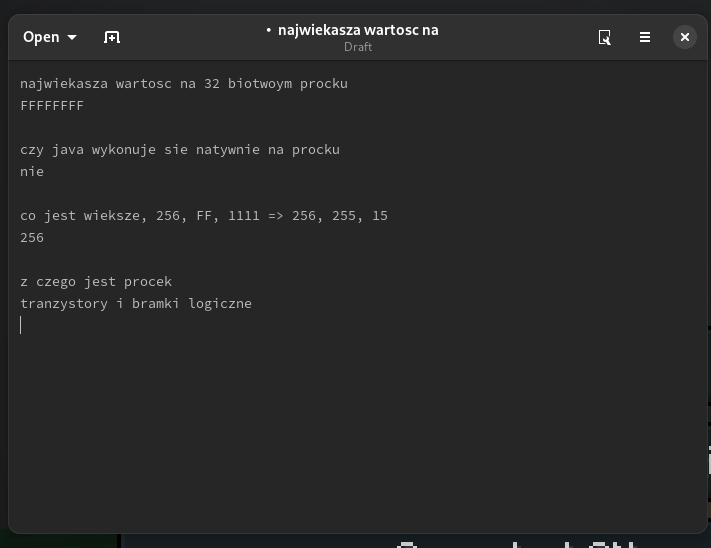 Open
• najwiekasza wartosc na
Draft
najwiekasza wartosc na 32 biotwoym procku
FFFFFFFF
czy java wykonuje sie natywnie na procku
nie
co jest wieksze, 256, FF, 1111 => 256, 255, 15
256
z czego jest procek
tranzystory i bramki logiczne